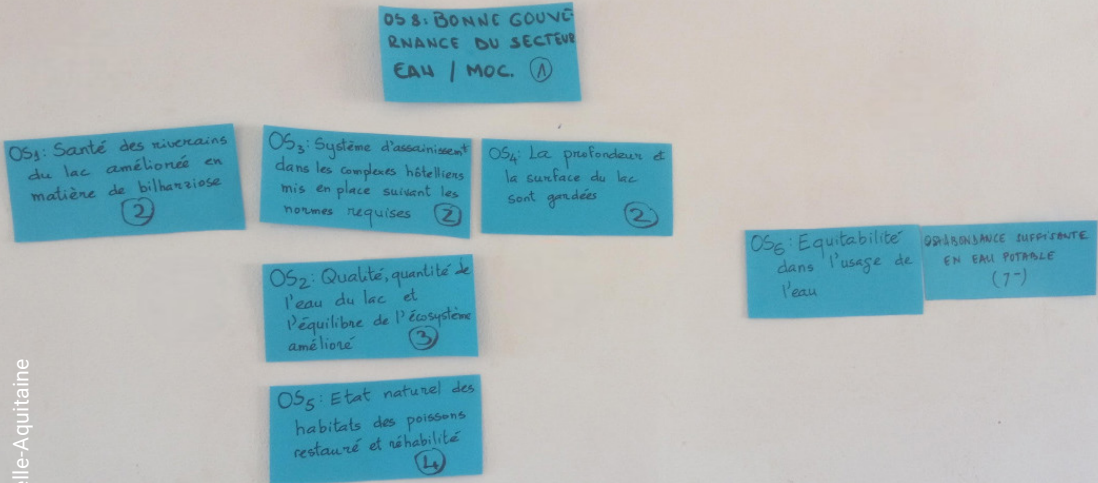 OS 8: BONNE GOUVE-
RNANCE DU SECTEUR
EAU / MOC. 1
OS1: Santé des riverains
du lac améliorée en
matière de bilharziose
2
OS3: Système d'assainissemt
dans les complexes hôtelliers
mis en place suivant les
normes requises 2
OS4: La profondeur et
la surface du lac
sont gardées
2
OS2: Qualité, quantité de
l'eau du lac et
l'équilibre de l'écosystème
amélioré 3
OS5: Etat naturel des
habitats des poissons
restauré et réhabilité
4
OS6: Equitabilité
dans l'usage de
l'eau
ABONDANCE SUFFISANTE
EN EAU POTABLE
(7-)
elle-Aquitaine